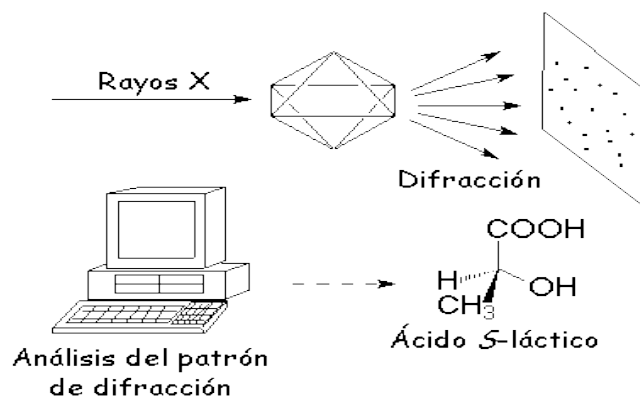 Rayos X
Difracción
COOH
H
OH
CH3
Ácido S-láctico
Análisis del patrón
de difracción